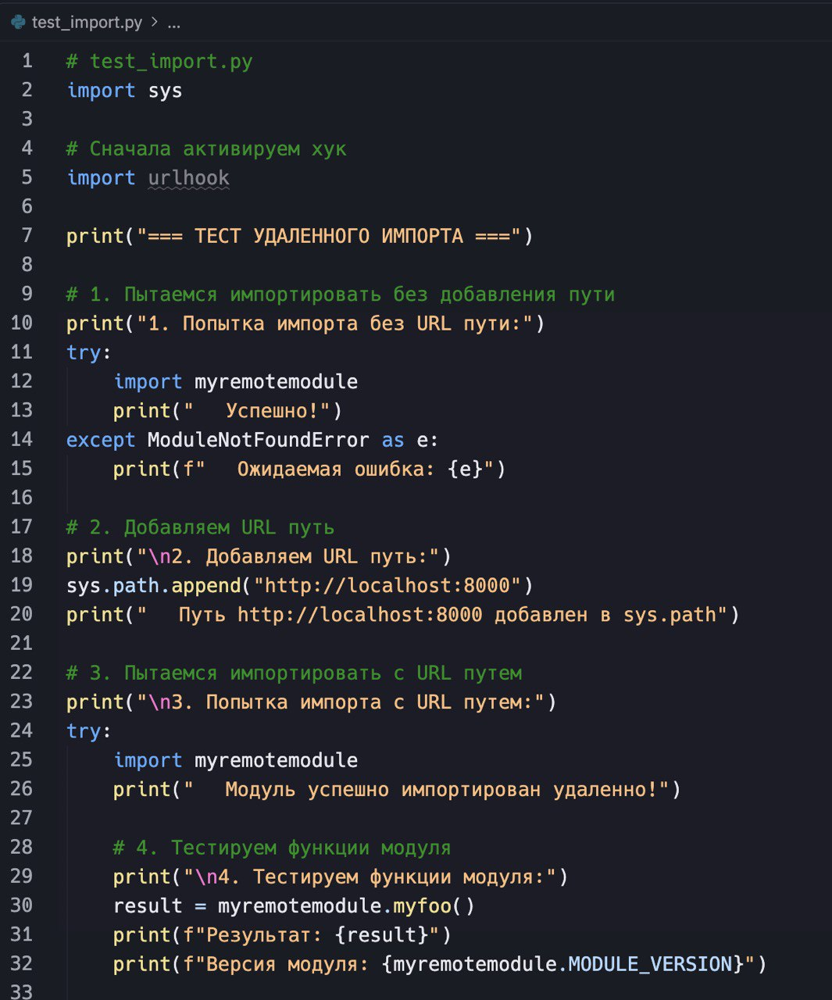 test_import.py > ...
1 # test_import.py
2 import sys
3
4 # Сначала активируем хук
5 import urlhook
6
7 print("=== ТЕСТ УДАЛЕННОГО ИМПОРТА ===")
8
9 # 1. Пытаемся импортировать без добавления пути
10 print("1. Попытка импорта без URL пути:")
11 try:
12     import myremotemodule
13     print("   Успешно!")
14 except ModuleNotFoundError as e:
15     print(f"   Ожидаемая ошибка: {e}")
16
17 # 2. Добавляем URL путь
18 print("\n2. Добавляем URL путь:")
19 sys.path.append("http://localhost:8000")
20 print("   Путь http://localhost:8000 добавлен в sys.path")
21
22 # 3. Пытаемся импортировать с URL путем
23 print("\n3. Попытка импорта с URL путем:")
24 try:
25     import myremotemodule
26     print("   Модуль успешно импортирован удаленно!")
27
28     # 4. Тестируем функции модуля
29     print("\n4. Тестируем функции модуля:")
30     result = myremotemodule.myfoo()
31     print(f"Результат: {result}")
32     print(f"Версия модуля: {myremotemodule.MODULE_VERSION}")
33